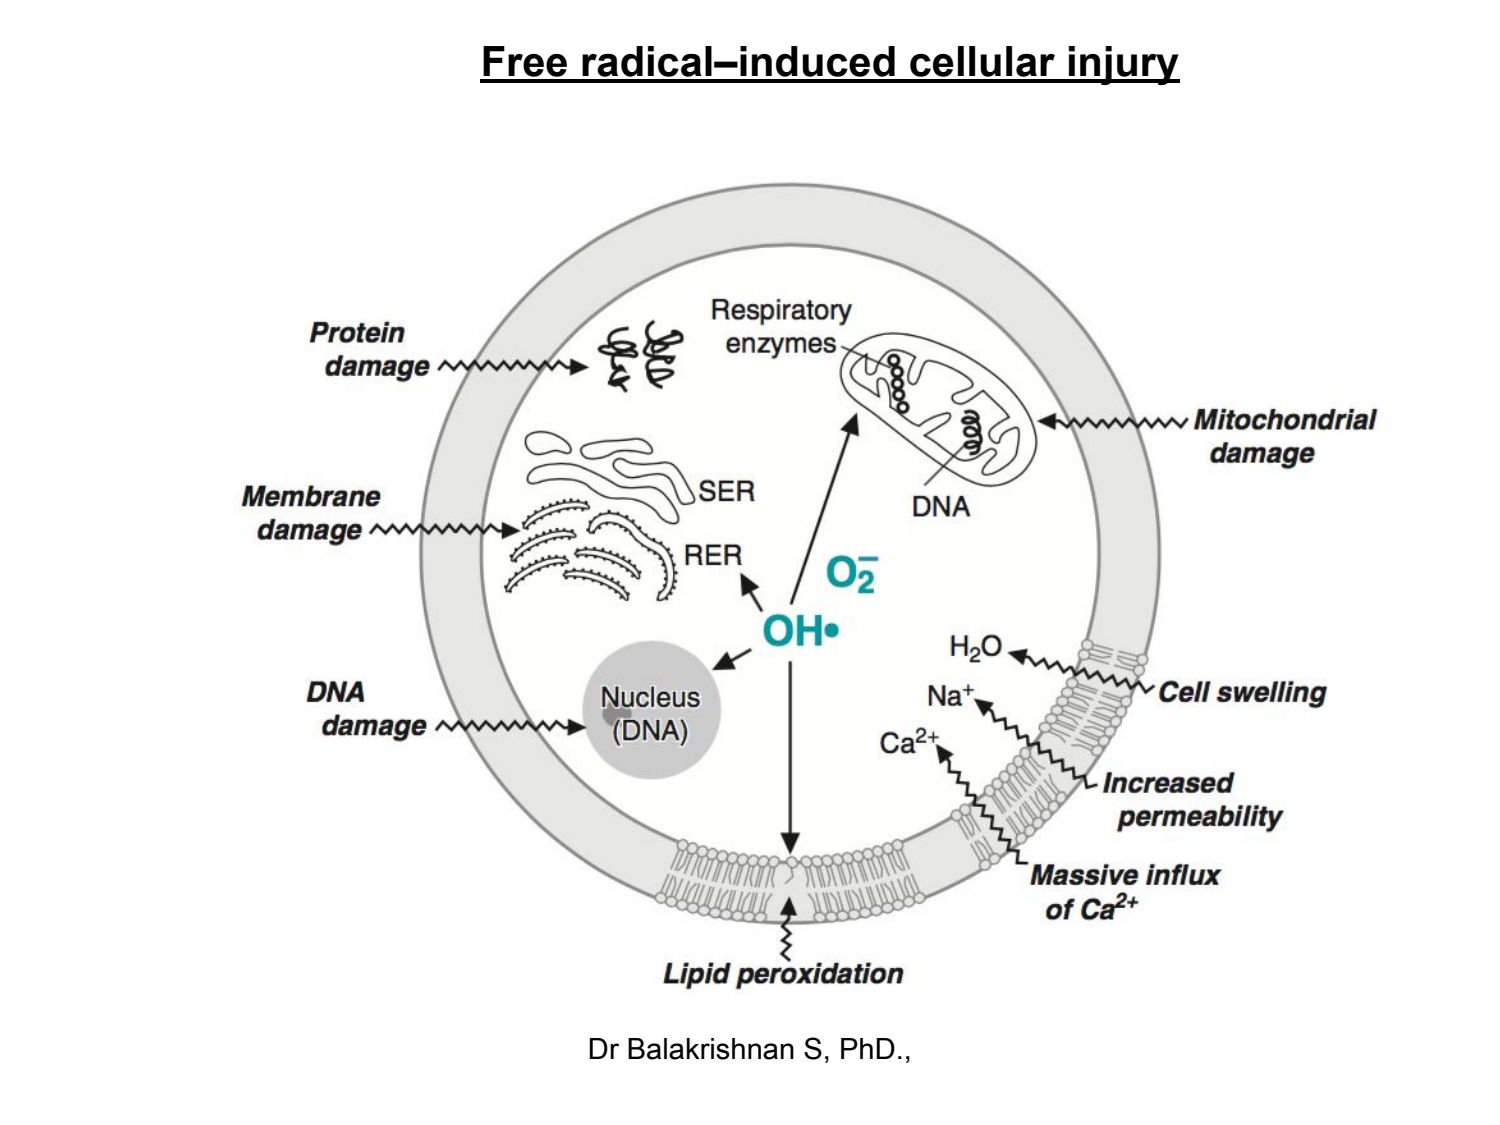 Free radical–induced cellular injury
Respiratory
enzymes
Protein
damage
Mitochondrial
damage
SER
Membrane
damage
DNA
RER
O₂⁻
OH•
H₂O
Na⁺
Cell swelling
DNA
damage
Nucleus
(DNA)
Ca²⁺
Increased
permeability
Massive influx
of Ca²⁺
Lipid peroxidation
Dr Balakrishnan S, PhD.,